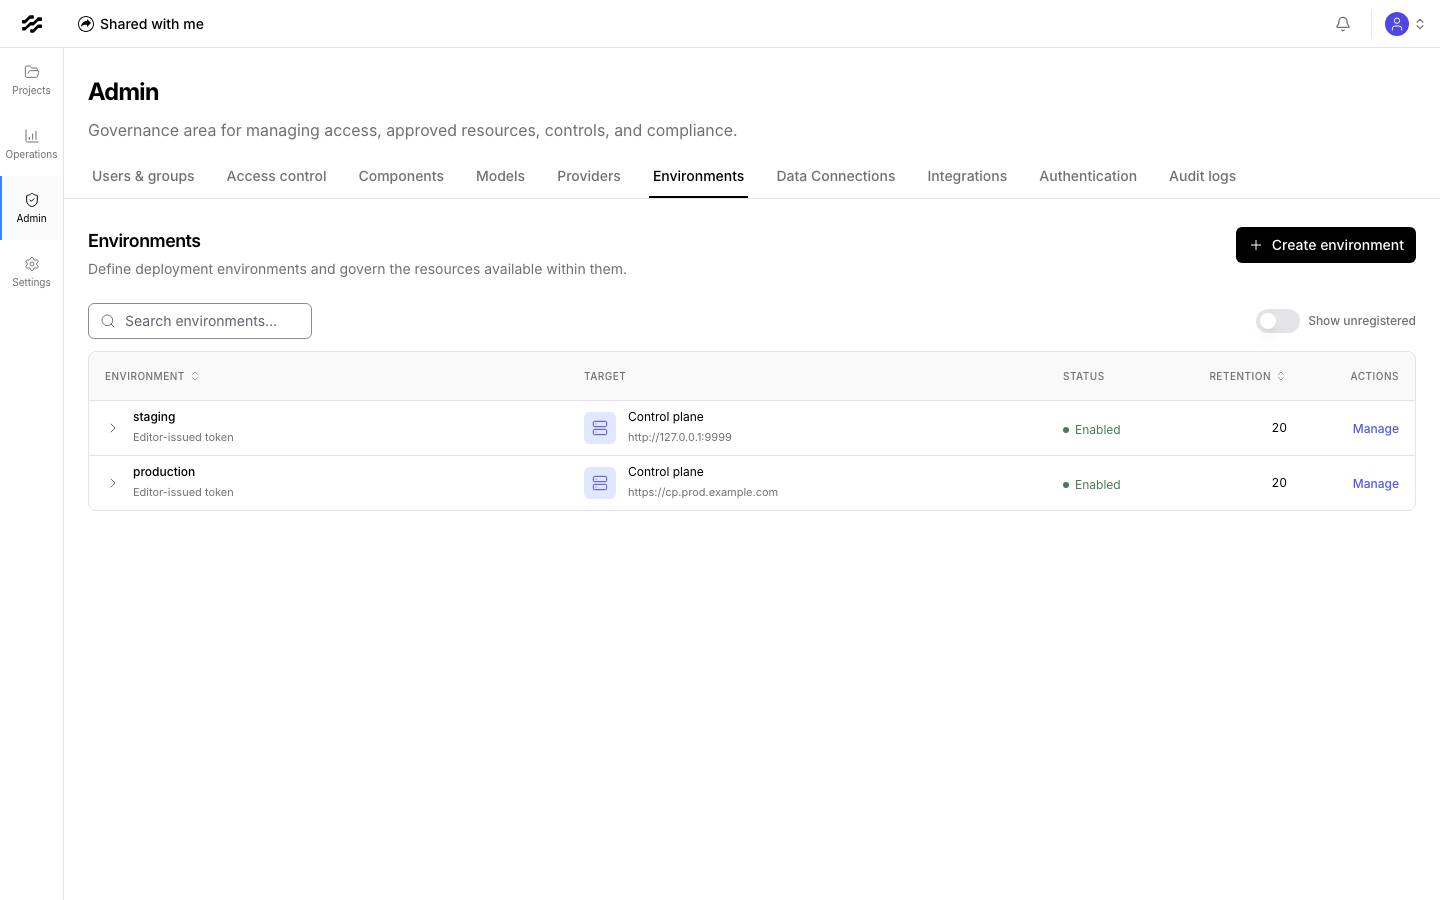 Shared with me
Projects
Operations
Admin
Settings
Admin
Governance area for managing access, approved resources, controls, and compliance.
Users & groups Access control Components Models Providers Environments Data Connections Integrations Authentication Audit logs
Environments
Define deployment environments and govern the resources available within them.
Create environment
Search environments...
Show unregistered
ENVIRONMENT TARGET STATUS RETENTION ACTIONS
staging
Editor-issued token
Control plane
http://127.0.0.1:9999
Enabled
20
Manage
production
Editor-issued token
Control plane
https://cp.prod.example.com
Enabled
20
Manage